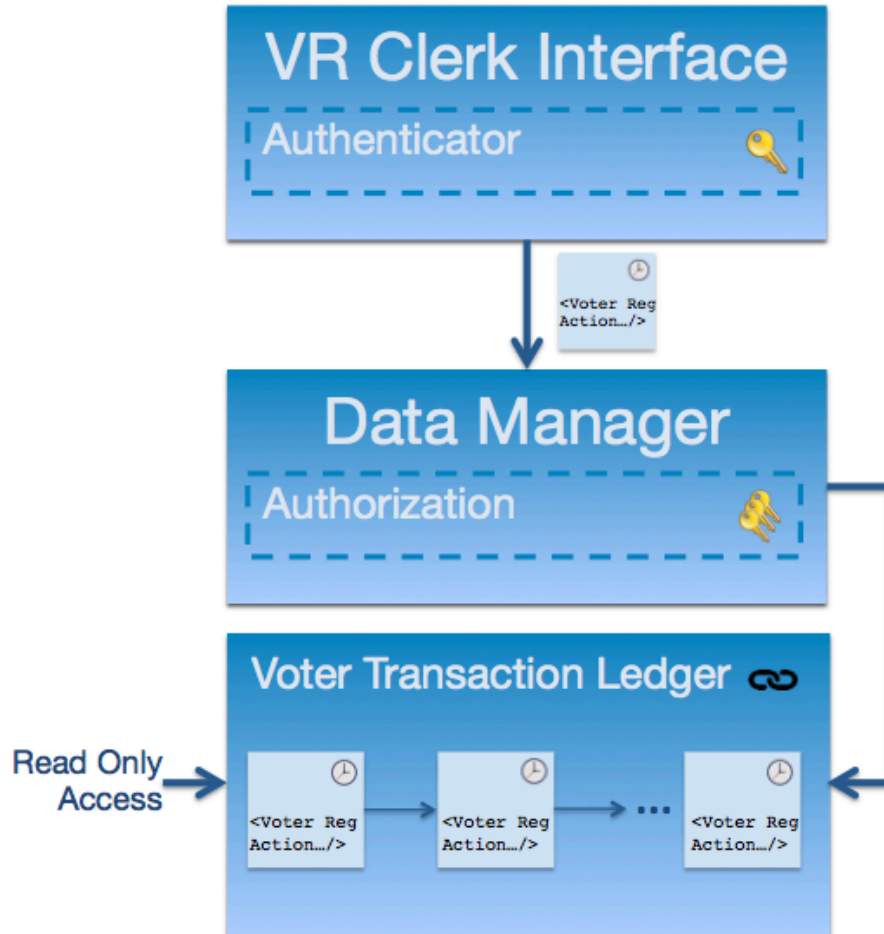 VR Clerk Interface
Authenticator
<Voter Reg
Action…/>
Data Manager
Authorization
Voter Transaction Ledger
Read Only
Access
<Voter Reg
Action…/>
<Voter Reg
Action…/>
...
<Voter Reg
Action…/>